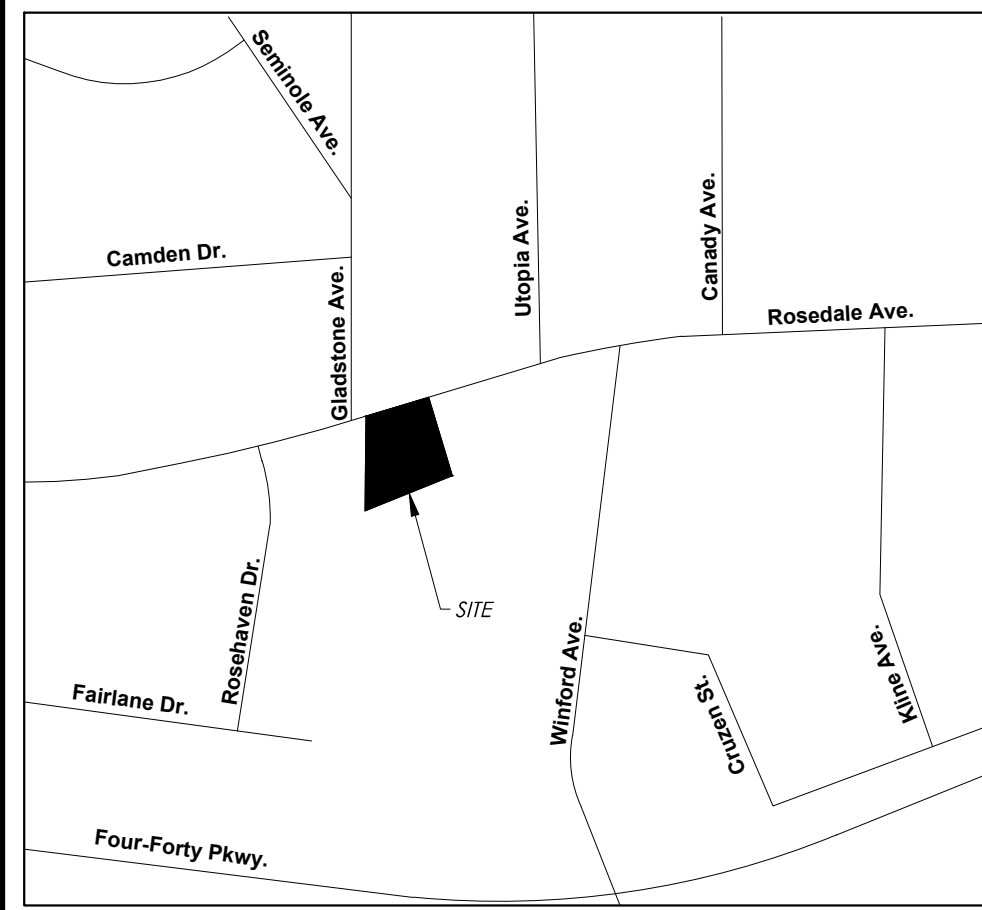 Seminole Ave.
Camden Dr.
Gladstone Ave.
Utopia Ave.
Canady Ave.
Rosedale Ave.
SITE
Rosehaven Dr.
Fairlane Dr.
Winford Ave.
Cruzen St.
Kline Ave.
Four-Forty Pkwy.